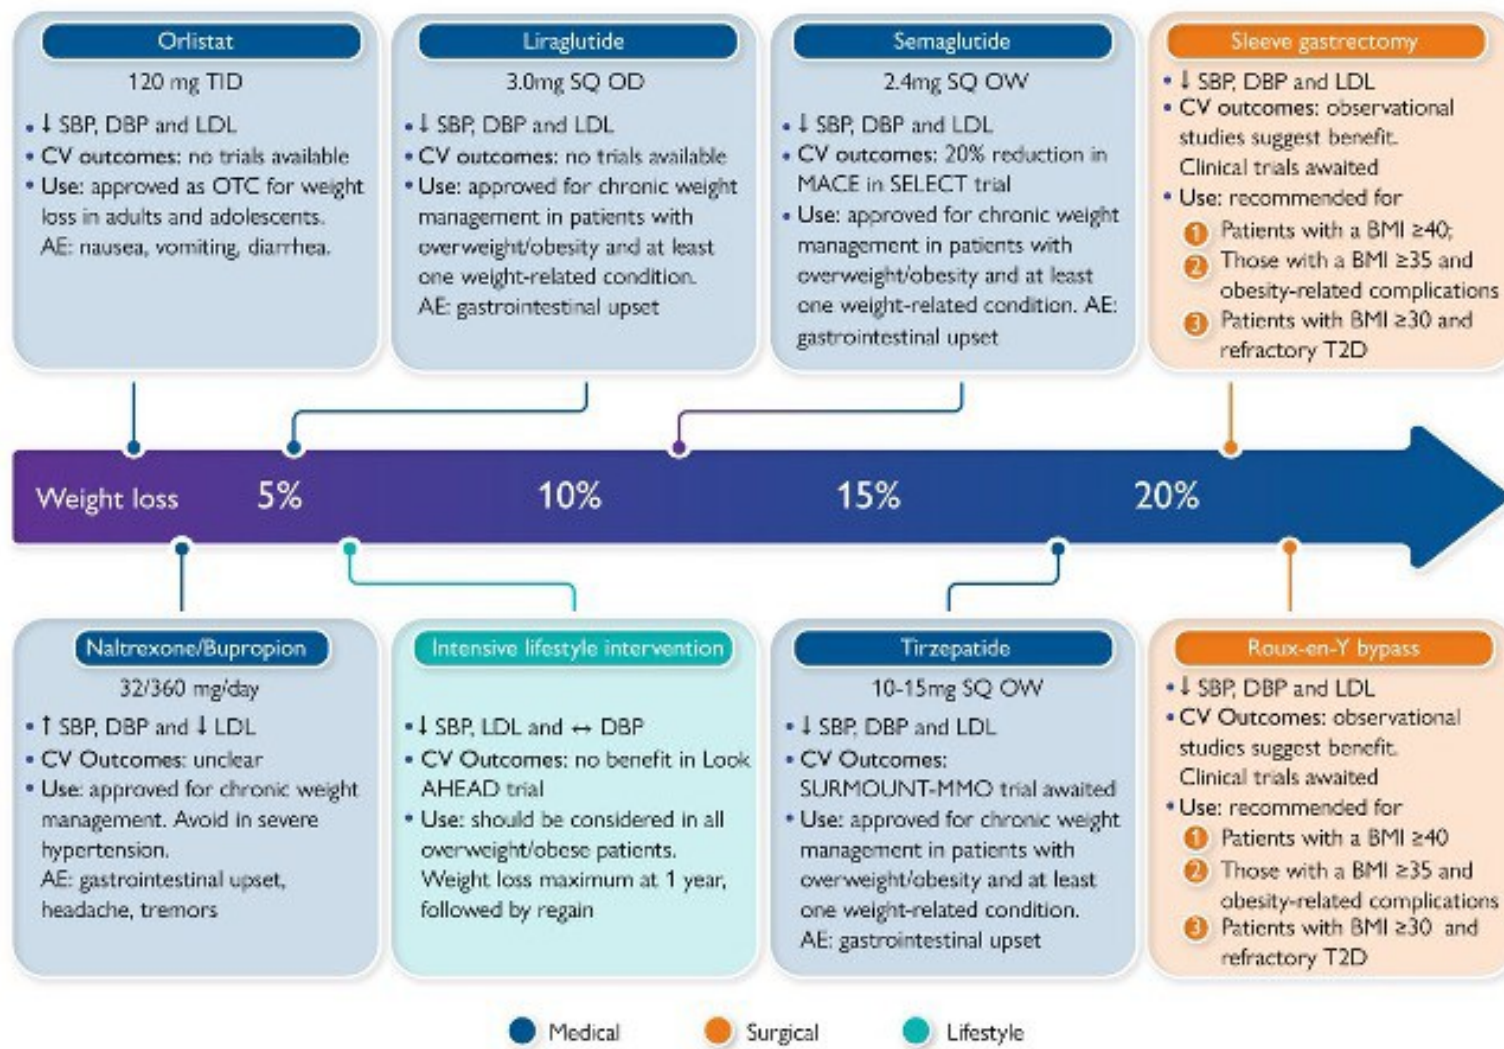 Orlistat
120 mg TID
• ↓ SBP, DBP and LDL
• CV outcomes: no trials available
• Use: approved as OTC for weight
loss in adults and adolescents.
AE: nausea, vomiting, diarrhea.
Liraglutide
3.0mg SQ OD
• ↓ SBP, DBP and LDL
• CV outcomes: no trials available
• Use: approved for chronic weight
management in patients with
overweight/obesity and at least
one weight-related condition.
AE: gastrointestinal upset
Semaglutide
2.4mg SQ OW
• ↓ SBP, DBP and LDL
• CV outcomes: 20% reduction in
MACE in SELECT trial
• Use: approved for chronic weight
management in patients with
overweight/obesity and at least
one weight-related condition. AE:
gastrointestinal upset
Sleeve gastrectomy
• ↓ SBP, DBP and LDL
• CV outcomes: observational
studies suggest benefit.
Clinical trials awaited
• Use: recommended for
1 Patients with a BMI ≥40;
2 Those with a BMI ≥35 and
obesity-related complications
3 Patients with BMI ≥30 and
refractory T2D
Weight loss 5% 10% 15% 20%
Naltrexone/Bupropion
32/360 mg/day
• ↑ SBP, DBP and ↓ LDL
• CV Outcomes: unclear
• Use: approved for chronic weight
management. Avoid in severe
hypertension.
AE: gastrointestinal upset,
headache, tremors
Intensive lifestyle intervention
• ↓ SBP, LDL and ↔ DBP
• CV Outcomes: no benefit in Look
AHEAD trial
• Use: should be considered in all
overweight/obese patients.
Weight loss maximum at 1 year,
followed by regain
Tirzepatide
10-15mg SQ OW
• ↓ SBP, DBP and LDL
• CV Outcomes:
SURMOUNT-MMO trial awaited
• Use: approved for chronic weight
management in patients with
overweight/obesity and at least
one weight-related condition.
AE: gastrointestinal upset
Roux-en-Y bypass
• ↓ SBP, DBP and LDL
• CV Outcomes: observational
studies suggest benefit.
Clinical trials awaited
• Use: recommended for
1 Patients with a BMI ≥40
2 Those with a BMI ≥35 and
obesity-related complications
3 Patients with BMI ≥30 and
refractory T2D
Medical Surgical Lifestyle